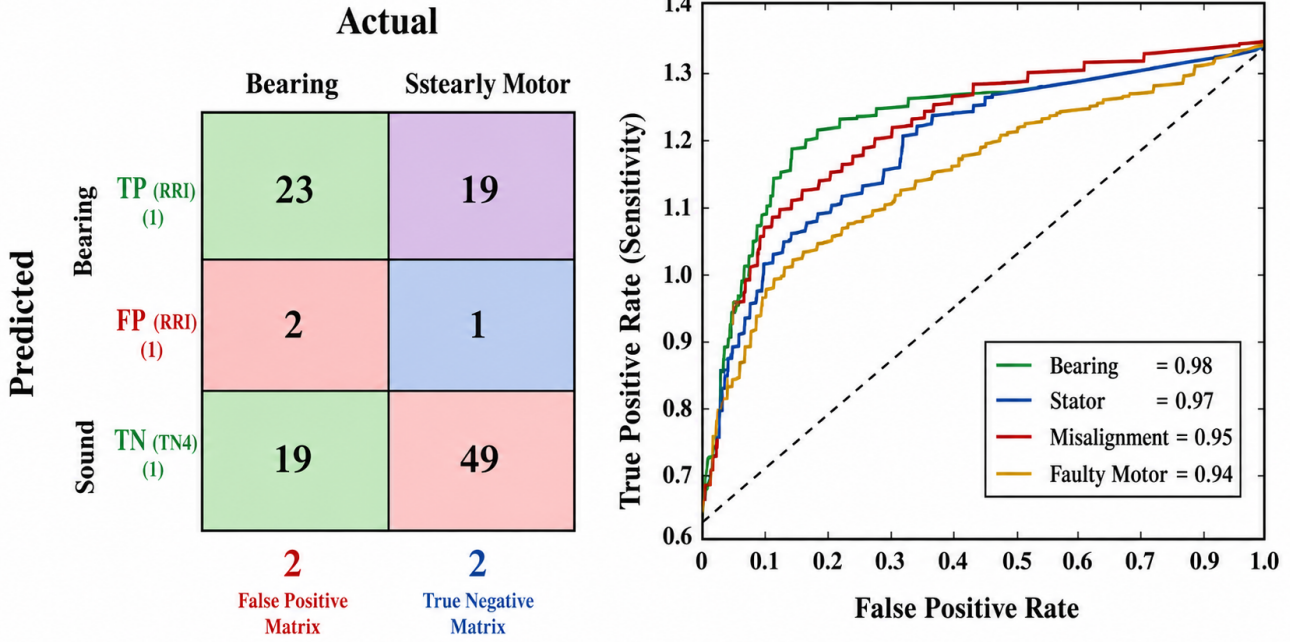 Actual
Bearing Sstearly Motor
Predicted
Bearing
TP (RRI)
(1)
23 19
FP (RRI)
(1)
2 1
Sound
TN (TN4)
(1)
19 49
2 2
False Positive
Matrix
True Negative
Matrix
True Positive Rate (Sensitivity)
1.4
1.3
1.2
1.1
1.0
0.9
0.8
0.7
0.6
Bearing = 0.98
Stator = 0.97
Misalignment = 0.95
Faulty Motor = 0.94
0 0.1 0.2 0.3 0.4 0.5 0.6 0.7 0.9 1.0
False Positive Rate